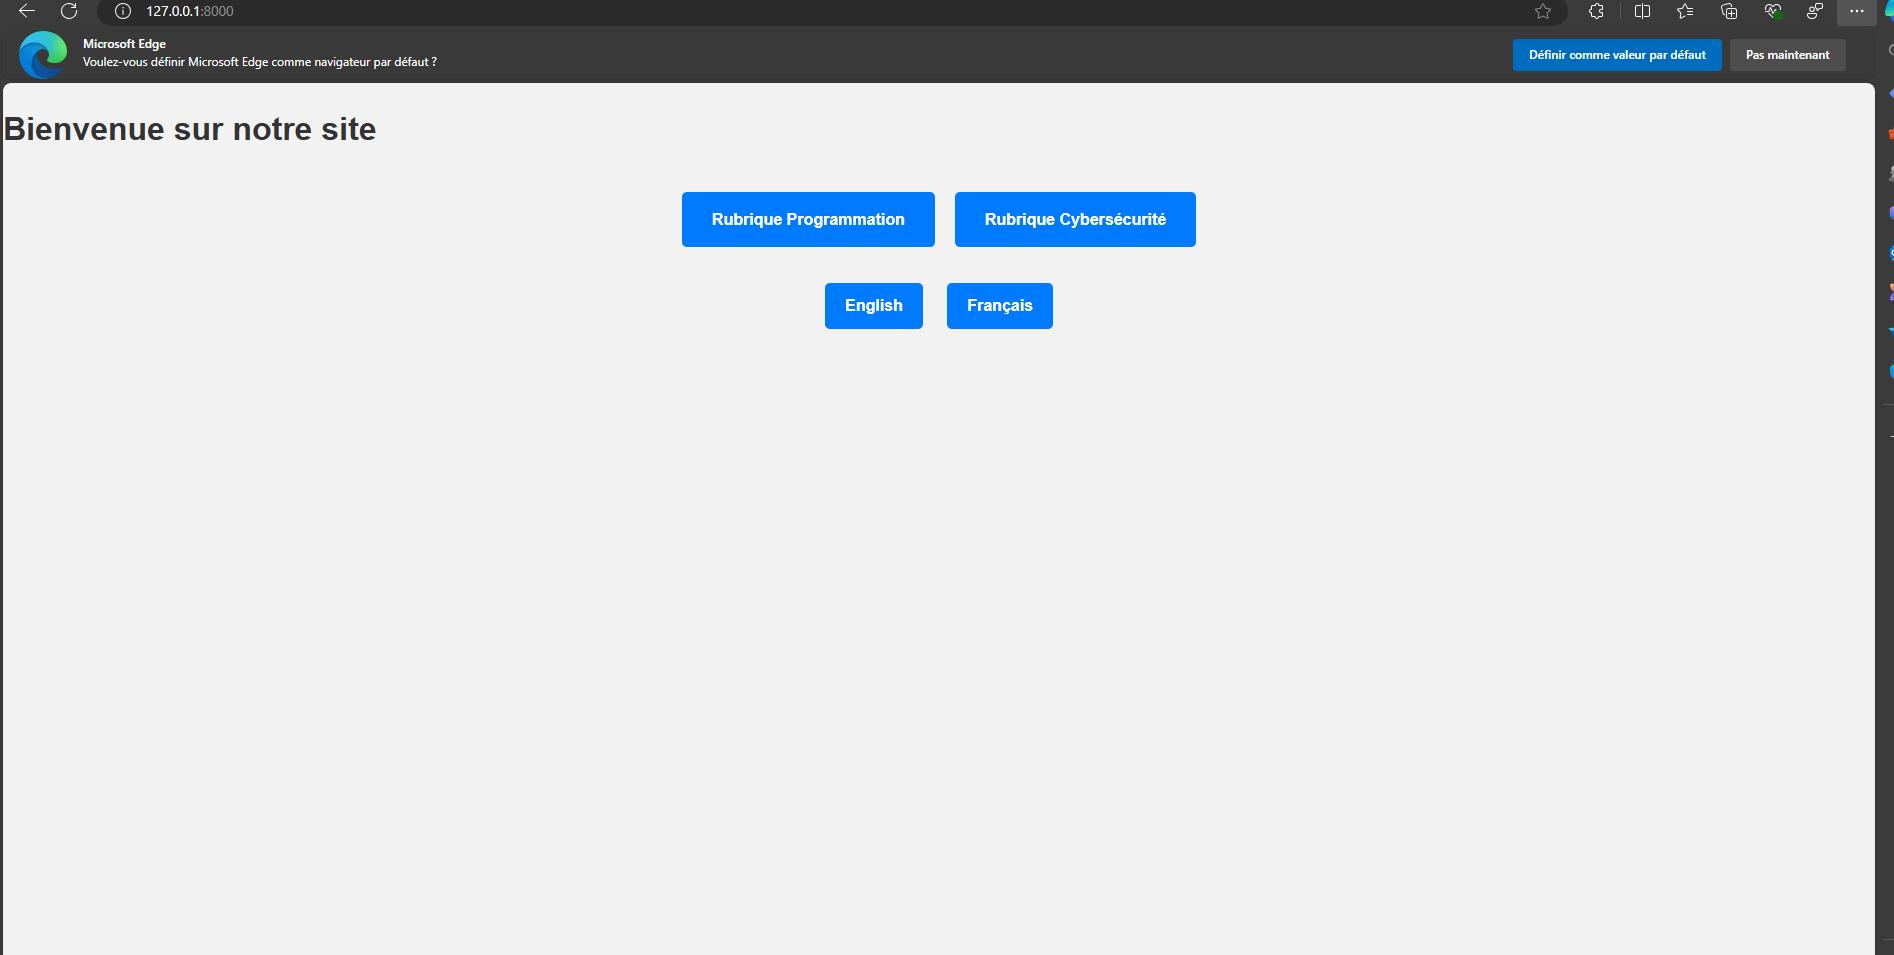 127.0.0.1:8000
Microsoft Edge
Voulez-vous définir Microsoft Edge comme navigateur par défaut ?
Définir comme valeur par défaut
Pas maintenant
Bienvenue sur notre site
Rubrique Programmation
Rubrique Cybersécurité
English
Français